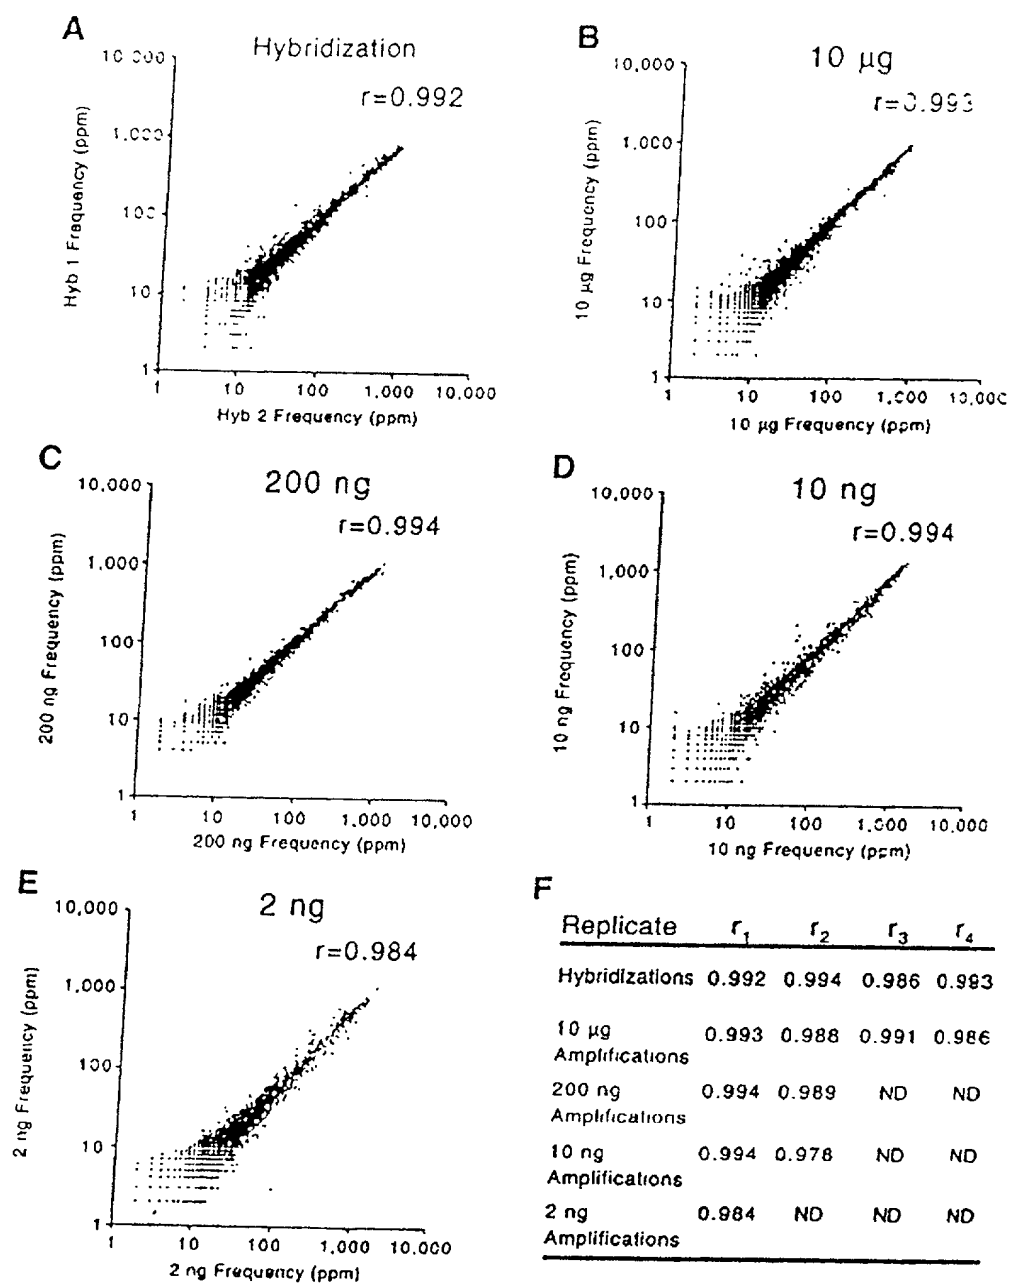 A
Hybridization
r=0.992
10,000
1,000
100
10
1
Hyb 1 Frequency (ppm)
1 10 100 1,000 10,000
Hyb 2 Frequency (ppm)
B
10 µg
r=0.993
10,000
1,000
100
10
1
10 µg Frequency (ppm)
1 10 100 1,000 10,000
10 µg Frequency (ppm)
C
200 ng
r=0.994
10,000
1,000
100
10
1
200 ng Frequency (ppm)
1 10 100 1,000 10,000
200 ng Frequency (ppm)
D
10 ng
r=0.994
10,000
1,000
100
10
1
10 ng Frequency (ppm)
1 10 100 1,000 10,000
10 ng Frequency (ppm)
E
2 ng
r=0.984
10,000
1,000
100
10
1
2 ng Frequency (ppm)
1 10 100 1,000 10,000
2 ng Frequency (ppm)
F
Replicate r1 r2 r3 r4
Hybridizations 0.992 0.994 0.986 0.993
10 µg
Amplifications 0.993 0.988 0.991 0.986
200 ng
Amplifications 0.994 0.989 ND ND
10 ng
Amplifications 0.994 0.978 ND ND
2 ng
Amplifications 0.984 ND ND ND